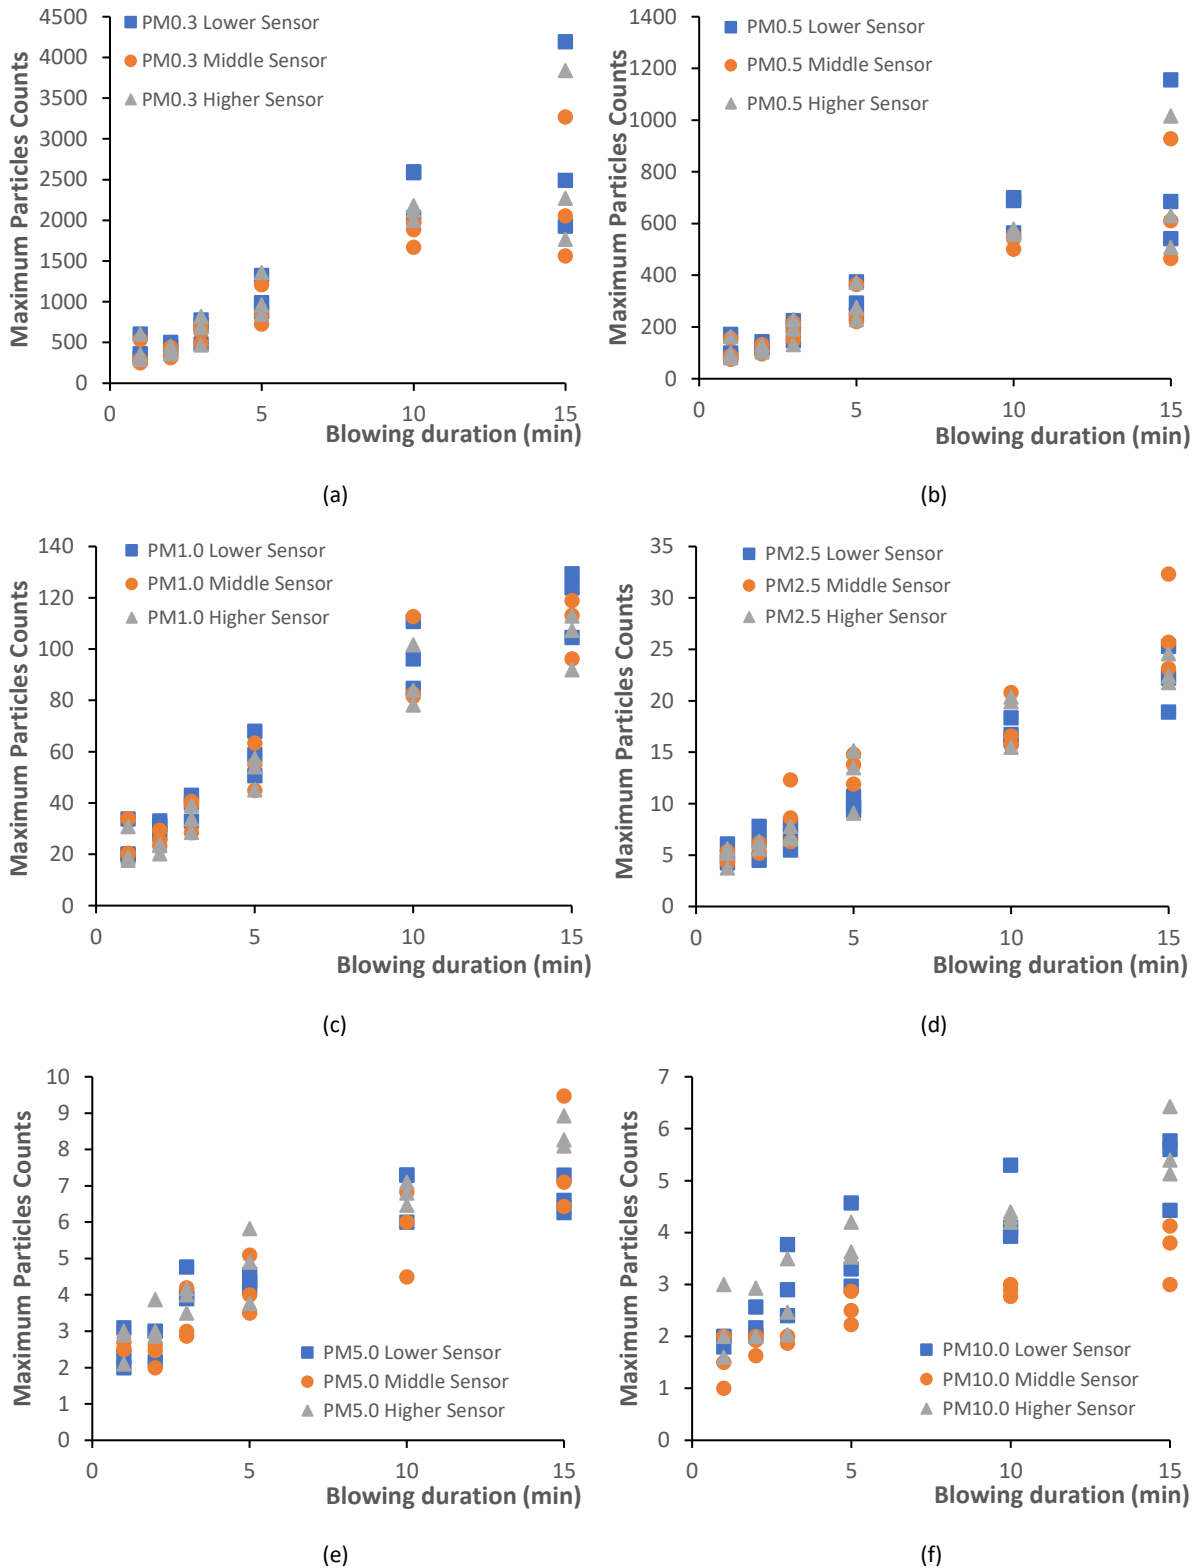 PM0.3 Lower Sensor
PM0.3 Middle Sensor
PM0.3 Higher Sensor
Maximum Particles Counts
4500
4000
3500
3000
2500
2000
1500
1000
500
0
0 5 10 15
Blowing duration (min)
(a)
PM0.5 Lower Sensor
PM0.5 Middle Sensor
PM0.5 Higher Sensor
Maximum Particles Counts
1400
1200
1000
800
600
400
200
0
0 5 10 15
Blowing duration (min)
(b)
PM1.0 Lower Sensor
PM1.0 Middle Sensor
PM1.0 Higher Sensor
Maximum Particles Counts
140
120
100
80
60
40
20
0
0 5 10 15
Blowing duration (min)
(c)
PM2.5 Lower Sensor
PM2.5 Middle Sensor
PM2.5 Higher Sensor
Maximum Particles Counts
35
30
25
20
15
10
5
0
0 5 10 15
Blowing duration (min)
(d)
Maximum Particles Counts
10
9
8
7
6
5
4
3
2
1
0
PM5.0 Lower Sensor
PM5.0 Middle Sensor
PM5.0 Higher Sensor
0 5 10 15
Blowing duration (min)
(e)
Maximum Particles Counts
7
6
5
4
3
2
1
0
PM10.0 Lower Sensor
PM10.0 Middle Sensor
PM10.0 Higher Sensor
0 5 10 15
Blowing duration (min)
(f)